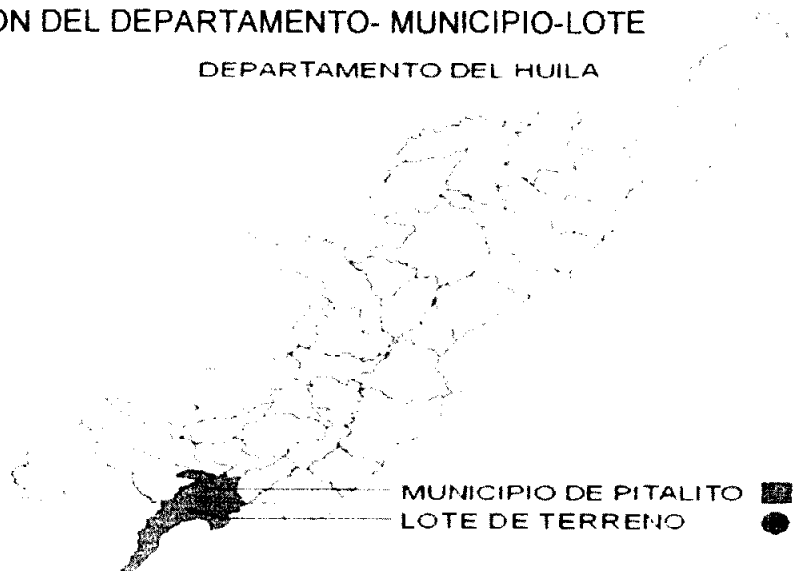 ON DEL DEPARTAMENTO- MUNICIPIO-LOTE
DEPARTAMENTO DEL HUILA
MUNICIPIO DE PITALITO
LOTE DE TERRENO